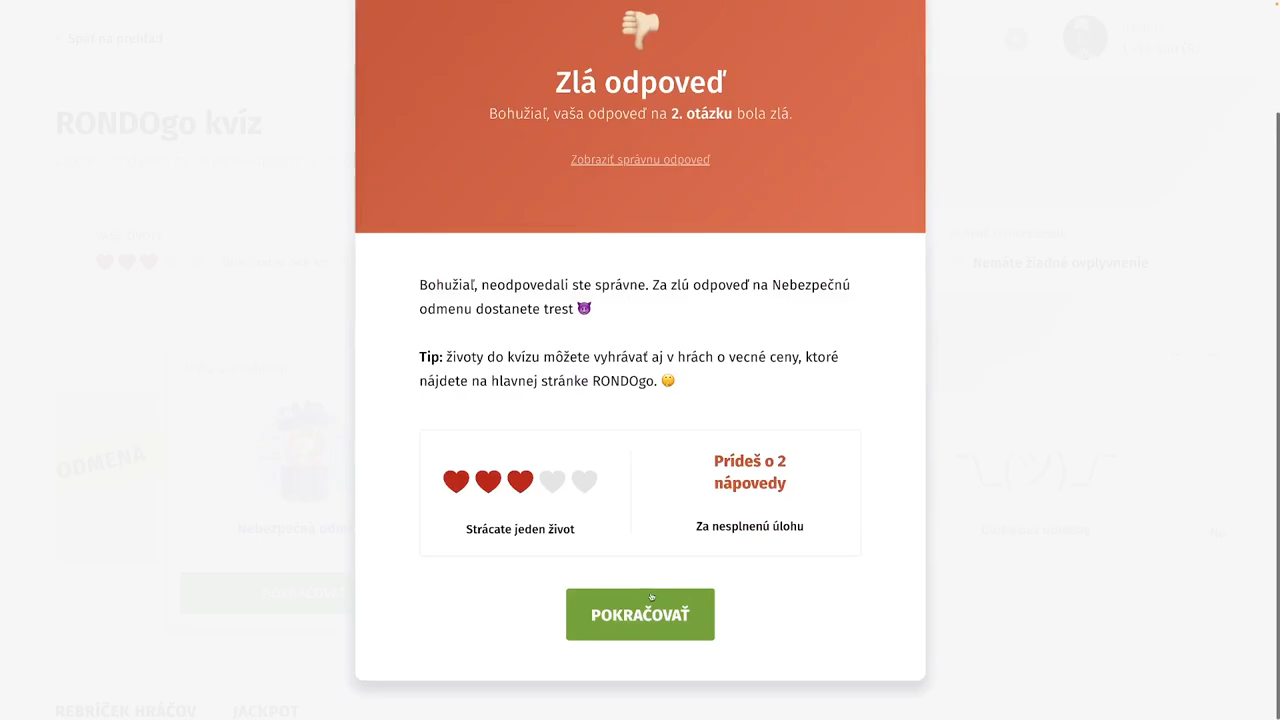 Späť na prehľad
Zlá odpoveď
Bohužiaľ, vaša odpoveď na 2. otázku bola zlá.
RONDOgo kvíz
Zobraziť správnu odpoveď
Nemáte žiadne ovplyvnenie
Bohužiaľ, neodpovedali ste správne. Za zlú odpoveď na Nebezpečnú
odmenu dostanete trest 😈
Tip: životy do kvízu môžete vyhrávať aj v hrách o vecné ceny, ktoré
nájdete na hlavnej stránke RONDOgo. 🤭
ODMENA
¯\_(ツ)_/¯
Prídeš o 2
nápovedy
Strácate jeden život
Za nesplnenú úlohu
Nebezpečná
POKRAČOVAŤ
POKRAČOVAŤ
REBRÍČEK HRÁČOV
JACKPOT